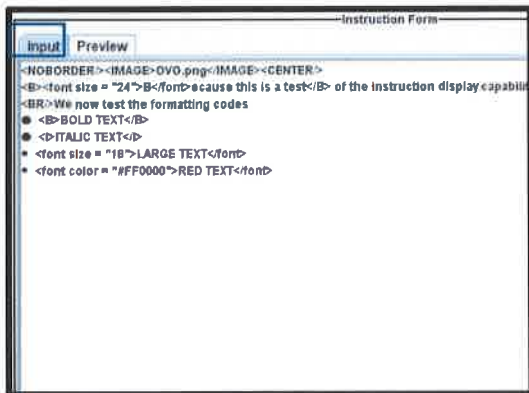 Instruction Form
Input Preview
<NOBORDER><IMAGE>OVO.png</IMAGE><CENTER>
<B><font size = "24">B</font>ecause this is a test</B> of the instruction display capabilit
<BR>We now test the formatting codes
● <B>BOLD TEXT</B>
● <I>ITALIC TEXT</I>
• <font size = "18">LARGE TEXT</font>
• <font color = "#FF0000">RED TEXT</font>